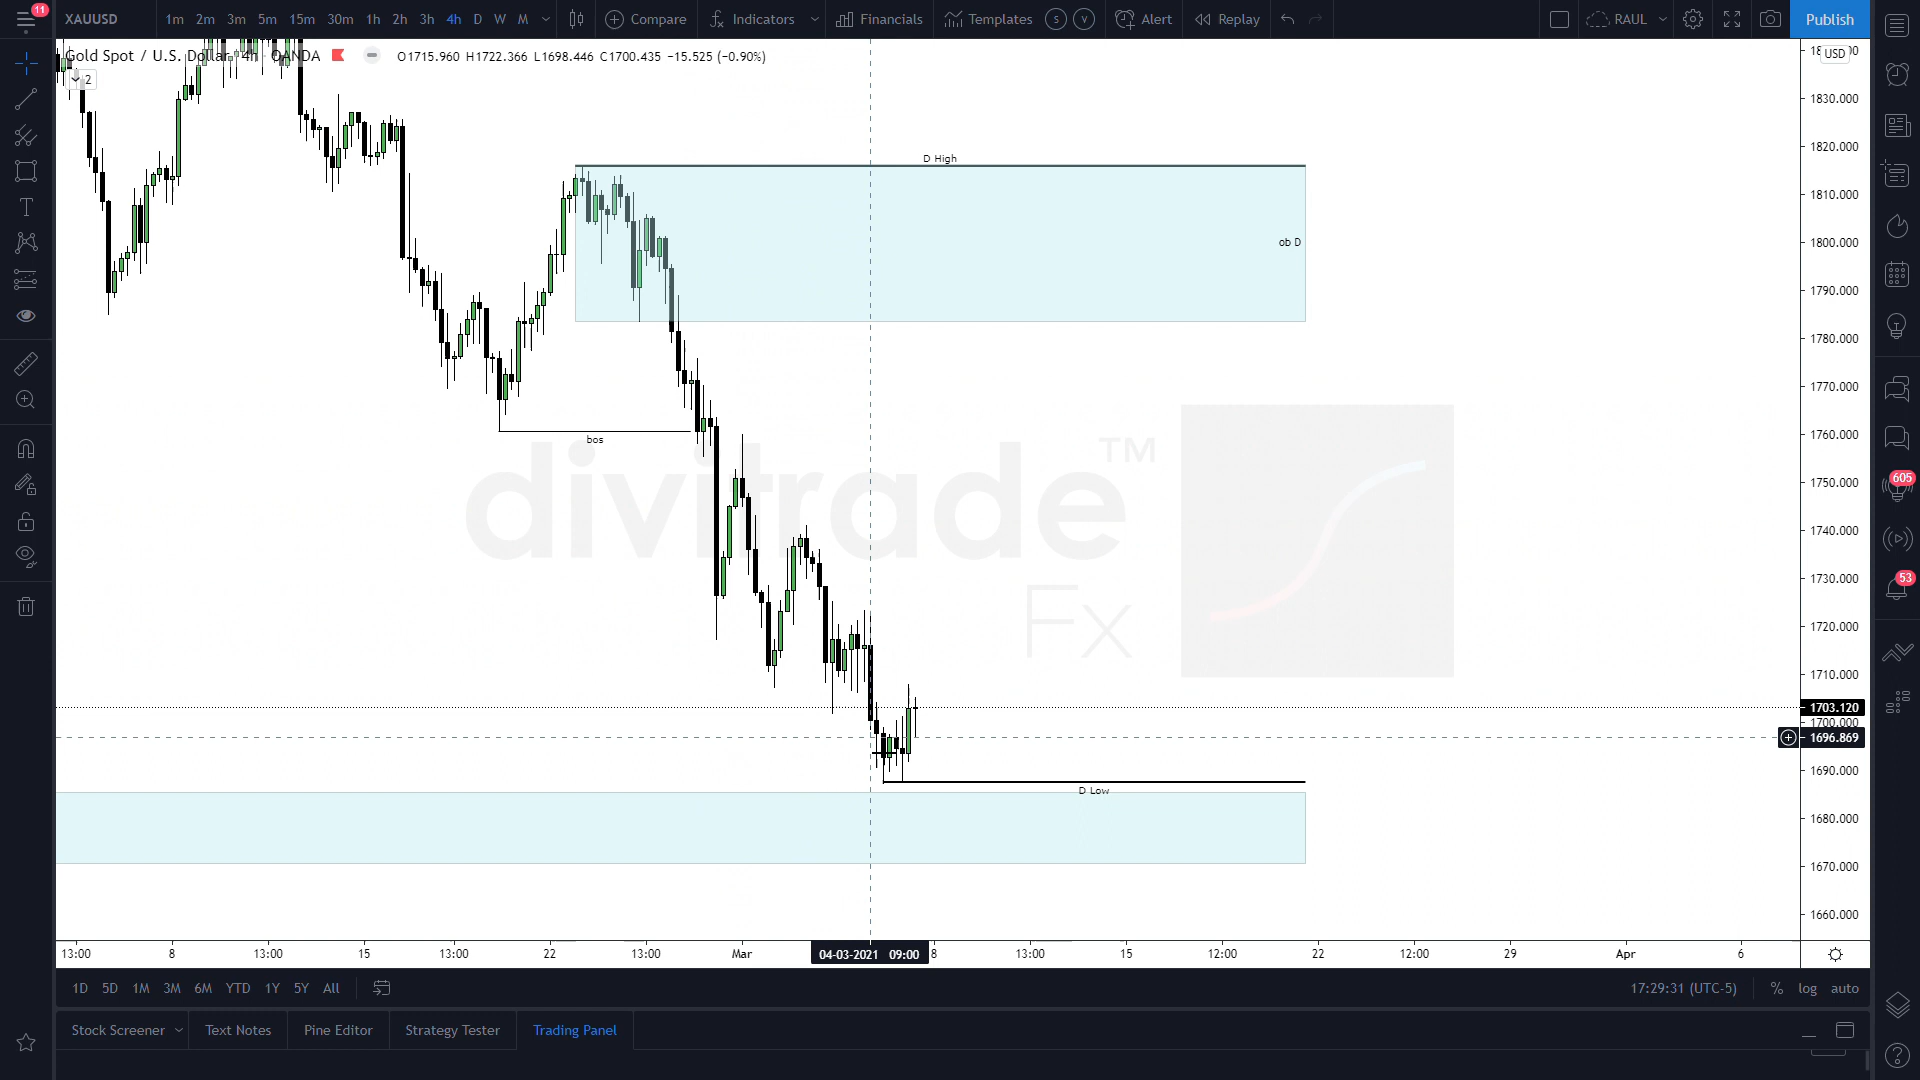 11
XAUUSD 1m 2m 3m 5m 15m 30m 1h 2h 3h 4h D W M Compare Indicators Financials Templates S V Alert Replay RAUL Publish
Gold Spot / U.S. Dollar 4h OANDA O1715.960 H1722.366 L1698.446 C1700.435 −15.525 (−0.90%)
USD
2
1830.000
1820.000
D High
1810.000
ob D
1800.000
1790.000
1780.000
1770.000
1760.000
bos
divitrade™
Fx
1750.000
605
1740.000
1730.000
53
1720.000
1710.000
1703.120
1700.000
1696.869
1690.000
D Low
1680.000
1670.000
1660.000
13:00 8 13:00 15 13:00 22 13:00 Mar 04-03-2021 09:00 8 13:00 15 12:00 22 12:00 29 Apr 6
1D 5D 1M 3M 6M YTD 1Y 5Y All 17:29:31 (UTC-5) % log auto
Stock Screener Text Notes Pine Editor Strategy Tester Trading Panel